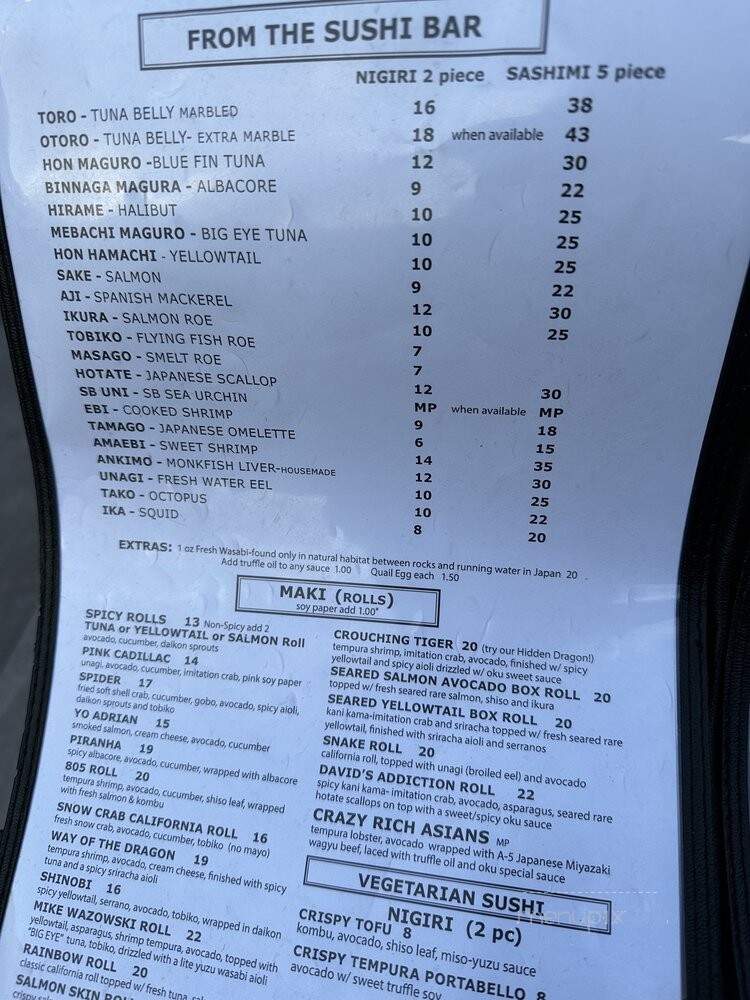 FROM THE SUSHI BAR
NIGIRI 2 piece SASHIMI 5 piece
TORO - TUNA BELLY MARBLED 16 38
OTORO - TUNA BELLY- EXTRA MARBLE 18 when available 43
HON MAGURO -BLUE FIN TUNA 12 30
BINNAGA MAGURA - ALBACORE 9 22
HIRAME - HALIBUT 10 25
MEBACHI MAGURO - BIG EYE TUNA 10 25
HON HAMACHI - YELLOWTAIL 10 25
SAKE - SALMON 9 22
AJI - SPANISH MACKEREL 12 30
IKURA - SALMON ROE 10 25
TOBIKO - FLYING FISH ROE 7
MASAGO - SMELT ROE 7
HOTATE - JAPANESE SCALLOP 12 30
SB UNI - SB SEA URCHIN MP when available MP
EBI - COOKED SHRIMP 9 18
TAMAGO - JAPANESE OMELETTE 6 15
AMAEBI - SWEET SHRIMP 14 35
ANKIMO - MONKFISH LIVER-HOUSEMADE 12 30
UNAGI - FRESH WATER EEL 10 25
TAKO - OCTOPUS 10 22
IKA - SQUID 8 20
EXTRAS: 1 oz Fresh Wasabi-found only in natural habitat between rocks and running water in Japan 20
Add truffle oil to any sauce 1.00 Quail Egg each 1.50
MAKI (ROLLS)
soy paper add 1.00"
SPICY ROLLS 13 Non-Spicy add 2
TUNA or YELLOWTAIL or SALMON Roll
avocado, cucumber, daikon sprouts
PINK CADILLAC 14
unagi, avocado, cucumber, imitation crab, pink soy paper
SPIDER 17
fried soft shell crab, cucumber, gobo, avocado, spicy aioli,
daikon sprouts and tobiko
YO ADRIAN 15
smoked salmon, cream cheese, avocado, cucumber
PIRANHA 19
spicy albacore, avocado, cucumber, wrapped with albacore
805 ROLL 20
tempura shrimp, avocado, cucumber, shiso leaf, wrapped
with fresh salmon & kombu
SNOW CRAB CALIFORNIA ROLL 16
fresh snow crab, avocado, cucumber, tobiko (no mayo)
WAY OF THE DRAGON 19
tempura shrimp, avocado, cream cheese, finished with spicy
tuna and a spicy sriracha aioli
SHINOBI 16
spicy yellowtail, serrano, avocado, tobiko, wrapped in daikon
MIKE WAZOWSKI ROLL 22
yellowtail, asparagus, shrimp tempura, avocado, topped with
"BIG EYE" tuna, tobiko, drizzled with a lite yuzu wasabi aioli
RAINBOW ROLL 20
classic california roll topped w/ fresh tuna,
SALMON SKIN
CROUCHING TIGER 20 (try our Hidden Dragon!)
tempura shrimp, imitation crab, avocado, finished w/ spicy
yellowtail and spicy aioli drizzled w/ oku sweet sauce
SEARED SALMON AVOCADO BOX ROLL 20
topped w/ fresh seared rare salmon, shiso and ikura
SEARED YELLOWTAIL BOX ROLL 20
kani kama-imitation crab and sriracha topped w/ fresh seared rare
yellowtail, finished with sriracha aioli and serranos
SNAKE ROLL 20
california roll, topped with unagi (broiled eel) and avocado
DAVID'S ADDICTION ROLL 22
spicy kani kama- imitation crab, avocado, asparagus, seared rare
hotate scallops on top with a sweet/spicy oku sauce
CRAZY RICH ASIANS MP
tempura lobster, avocado wrapped with A-5 Japanese Miyazaki
wagyu beef, laced with truffle oil and oku special sauce
VEGETARIAN SUSHI
NIGIRI (2 pc)
CRISPY TOFU 8
kombu, avocado, shiso leaf, miso-yuzu sauce
CRISPY TEMPURA PORTABELLO 8
avocado w/ sweet truffle soy